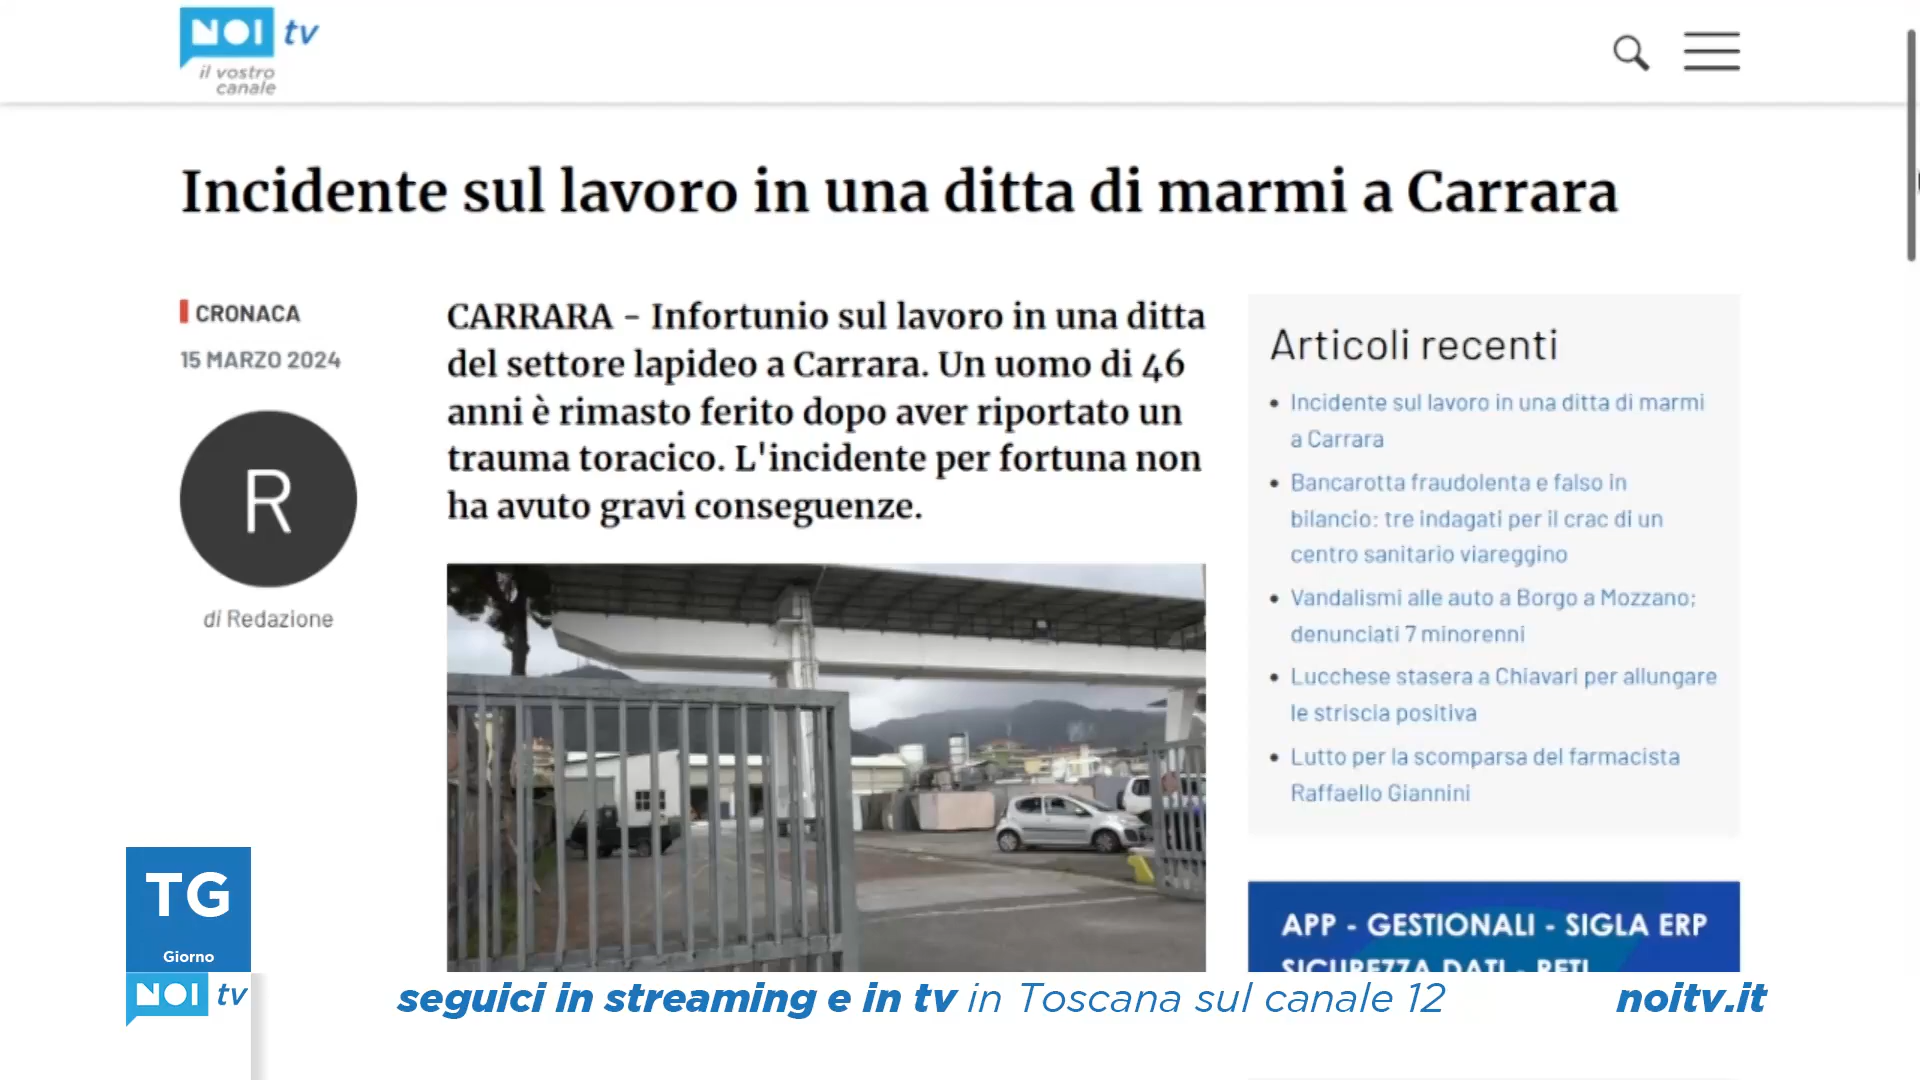 NOI tv
il vostro
canale
Incidente sul lavoro in una ditta di marmi a Carrara
CRONACA
15 MARZO 2024
R
di Redazione
CARRARA - Infortunio sul lavoro in una ditta
del settore lapideo a Carrara. Un uomo di 46
anni è rimasto ferito dopo aver riportato un
trauma toracico. L'incidente per fortuna non
ha avuto gravi conseguenze.
Articoli recenti
Incidente sul lavoro in una ditta di marmi
a Carrara
Bancarotta fraudolenta e falso in
bilancio: tre indagati per il crac di un
centro sanitario viareggino
Vandalismi alle auto a Borgo a Mozzano;
denunciati 7 minorenni
Lucchese stasera a Chiavari per allungare
le striscia positiva
Lutto per la scomparsa del farmacista
Raffaello Giannini
APP - GESTIONALI - SIGLA ERP
SICUREZZA DATI - RETI
TG
Giorno
NOI tv
seguici in streaming e in tv in Toscana sul canale 12
noitv.it